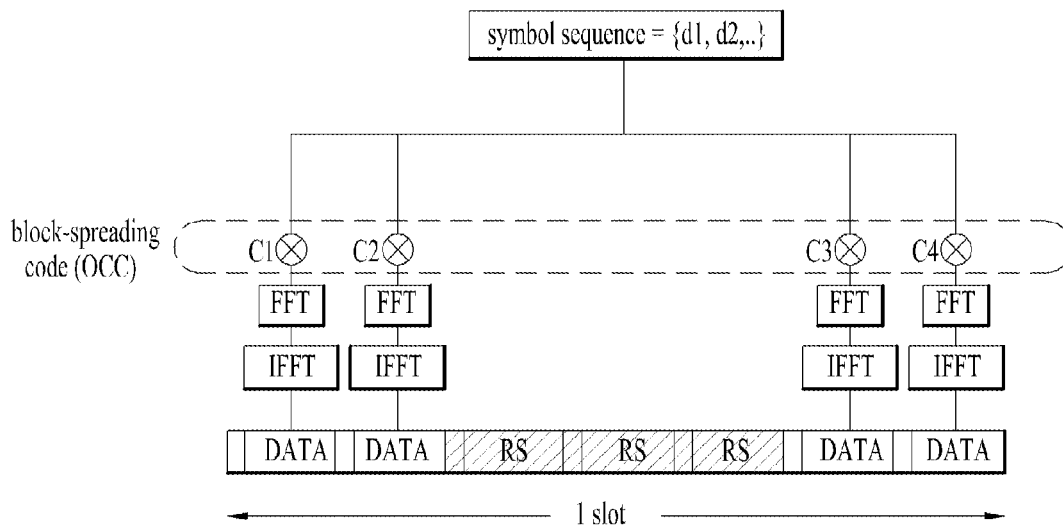 symbol sequence = {d1, d2,..}
block-spreading
code (OCC)
C1 C2 C3 C4
FFT FFT FFT FFT
IFFT IFFT IFFT IFFT
DATA DATA RS RS RS DATA DATA
1 slot